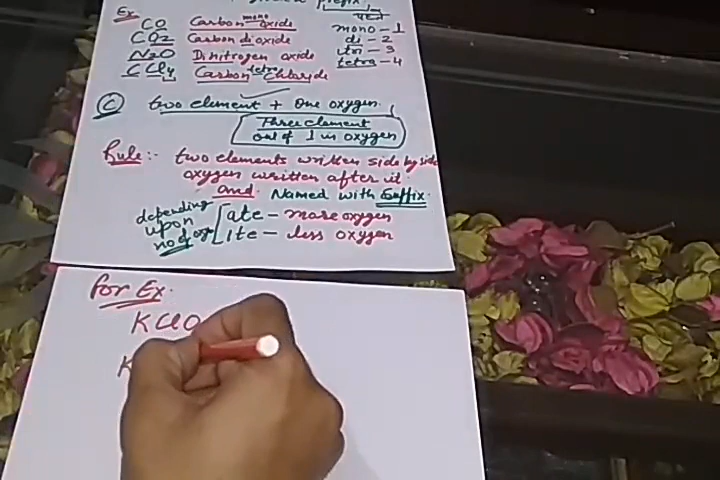 prefix
Ex
CO Carbon mono oxide mono - 1
CO2 Carbon dioxide di - 2
N2O Dinitrogen oxide tri - 3
CCl4 Carbon tetra Chloride tetra - 4
C two element + One oxygen
Three element
out of 1 is oxygen
Rule :- two elements written side by side
oxygen written after it
and Named with Suffix
depending upon no of [ate - more oxygen
ite - less oxygen
For Ex.
KClO
K